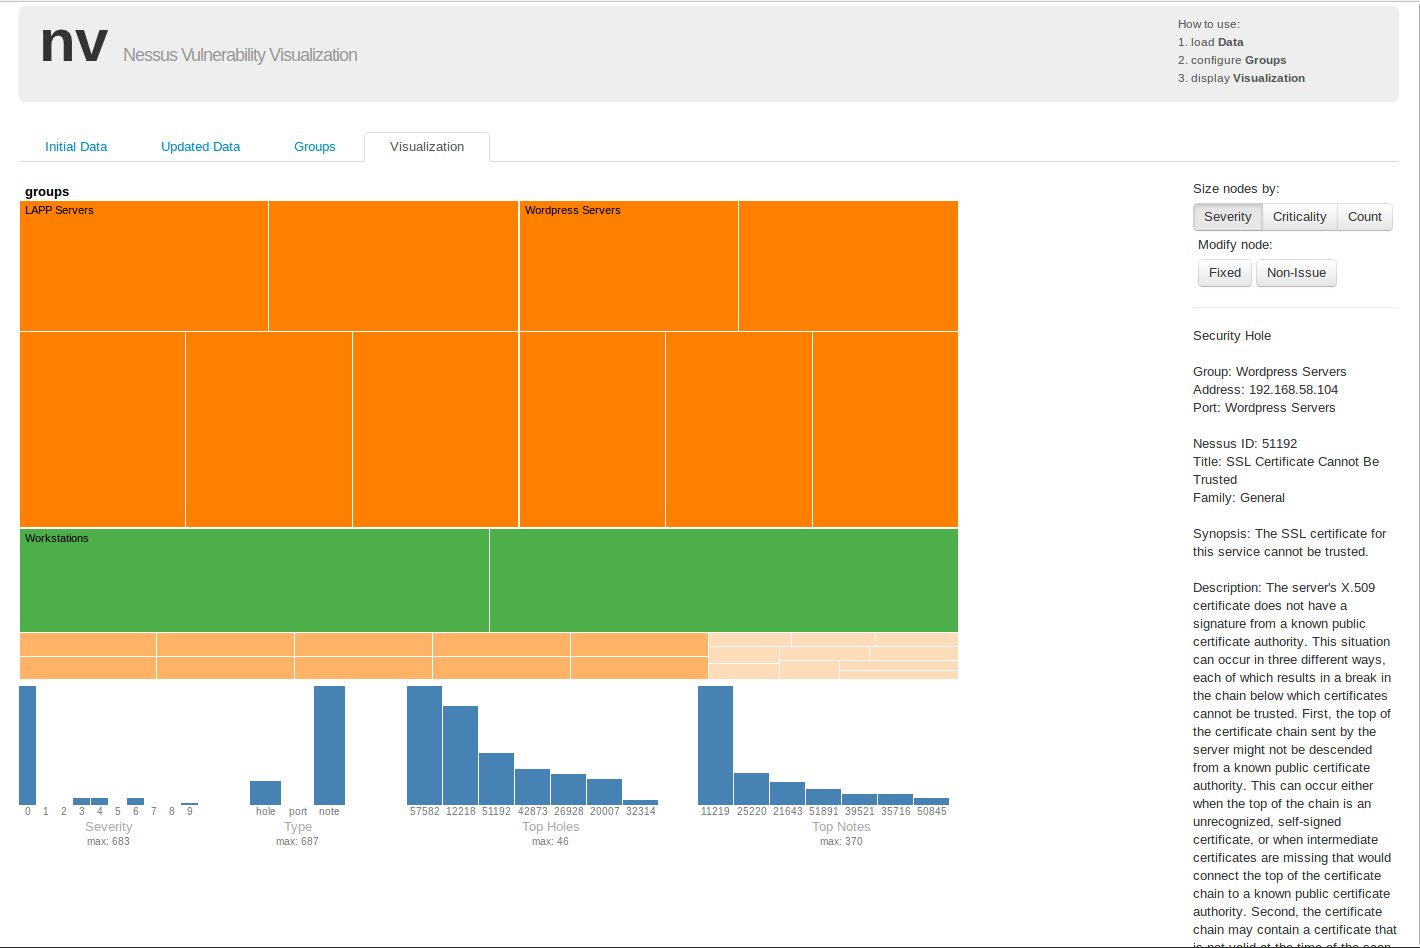 nv Nessus Vulnerability Visualization
How to use:
1. load Data
2. configure Groups
3. display Visualization
Initial Data Updated Data Groups Visualization
groups
LAPP Servers
Wordpress Servers
Workstations
0 1 2 3 4 5 6 7 8 9
Severity
max: 683
hole port note
Type
max: 687
57582 12218 51192 42873 26928 20007 32314
Top Holes
max: 46
11219 25220 21643 51891 39521 35716 50845
Top Notes
max: 370
Size nodes by:
Severity Criticality Count
Modify node:
Fixed Non-Issue
Security Hole
Group: Wordpress Servers
Address: 192.168.58.104
Port: Wordpress Servers
Nessus ID: 51192
Title: SSL Certificate Cannot Be
Trusted
Family: General
Synopsis: The SSL certificate for
this service cannot be trusted.
Description: The server's X.509
certificate does not have a
signature from a known public
certificate authority. This situation
can occur in three different ways,
each of which results in a break in
the chain below which certificates
cannot be trusted. First, the top of
the certificate chain sent by the
server might not be descended
from a known public certificate
authority. This can occur either
when the top of the chain is an
unrecognized, self-signed
certificate, or when intermediate
certificates are missing that would
connect the top of the certificate
chain to a known public certificate
authority. Second, the certificate
chain may contain a certificate that
is not valid at the time of the scan